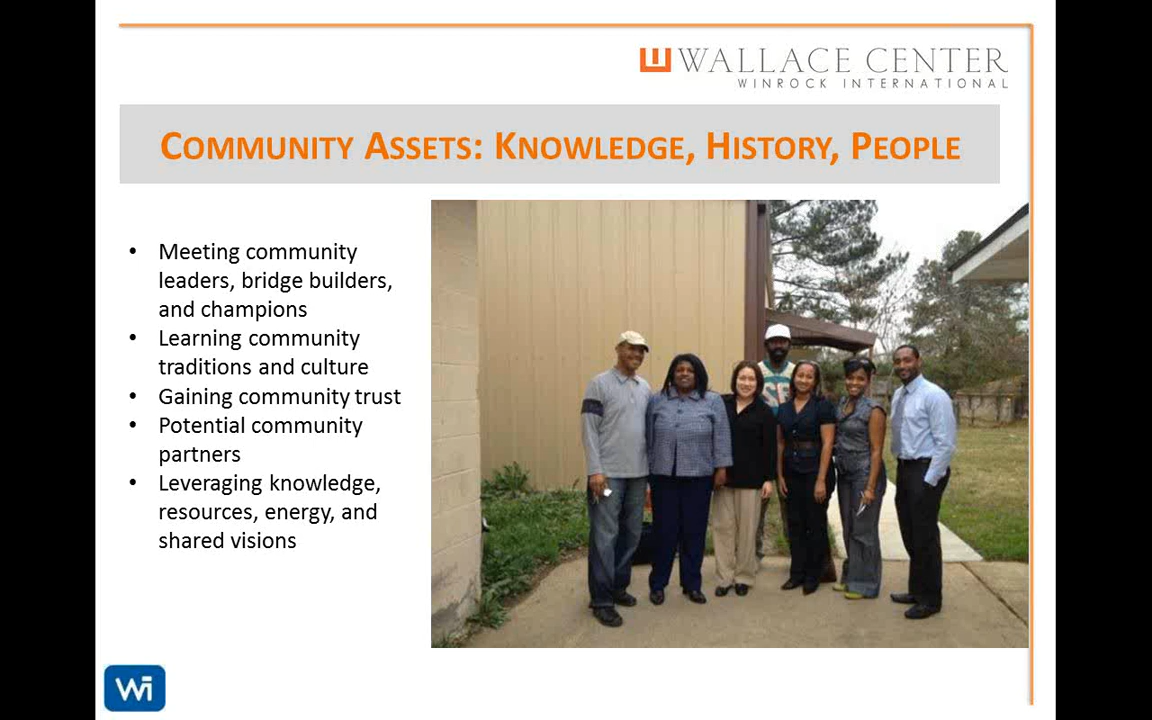 WALLACE CENTER
WINROCK INTERNATIONAL
COMMUNITY ASSETS: KNOWLEDGE, HISTORY, PEOPLE
• Meeting community
leaders, bridge builders,
and champions
• Learning community
traditions and culture
• Gaining community trust
• Potential community
partners
• Leveraging knowledge,
resources, energy, and
shared visions
Wi